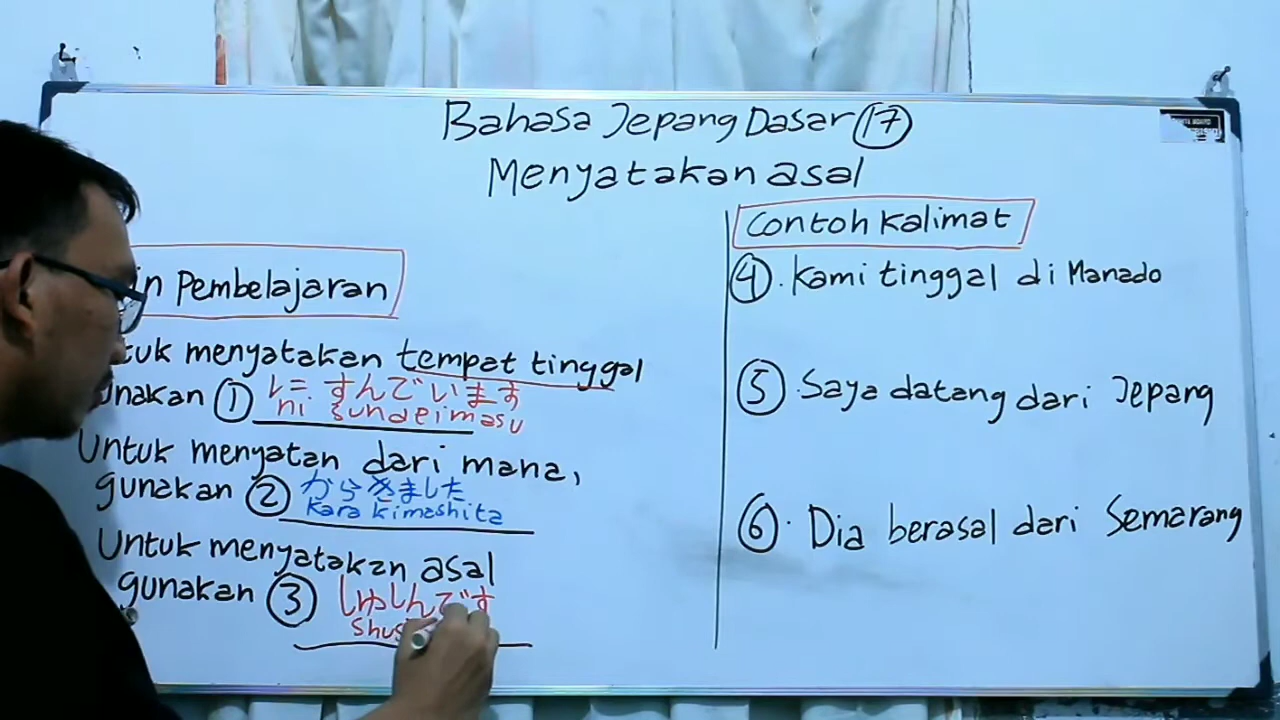 Bahasa Jepang Dasar 17
Menyatakan asal
in Pembelajaran
tuk menyatakan tempat tinggal
unakan ① にすんでいます
ni sundeimasu
Untuk menyatan dari mana,
gunakan ② からきました
kara kimashita
Untuk menyatakan asal
gunakan ③ しゅしんです
Contoh Kalimat
④. Kami tinggal di Manado
⑤. Saya datang dari Jepang
⑥. Dia berasal dari Semarang